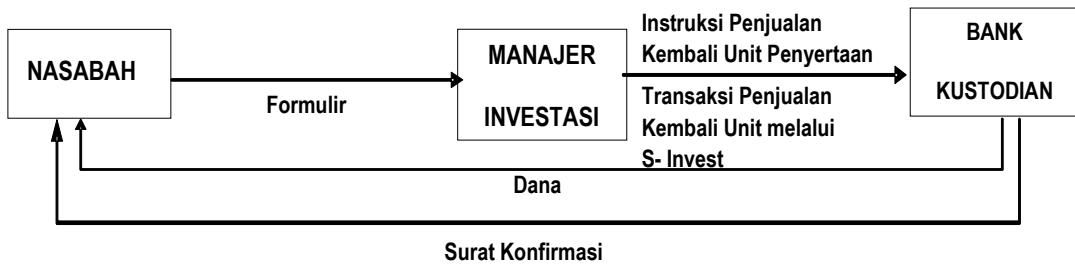 NASABAH
Formulir
MANAJER
INVESTASI
Instruksi Penjualan
Kembali Unit Penyertaan
Transaksi Penjualan
Kembali Unit melalui
S- Invest
BANK
KUSTODIAN
Dana
Surat Konfirmasi